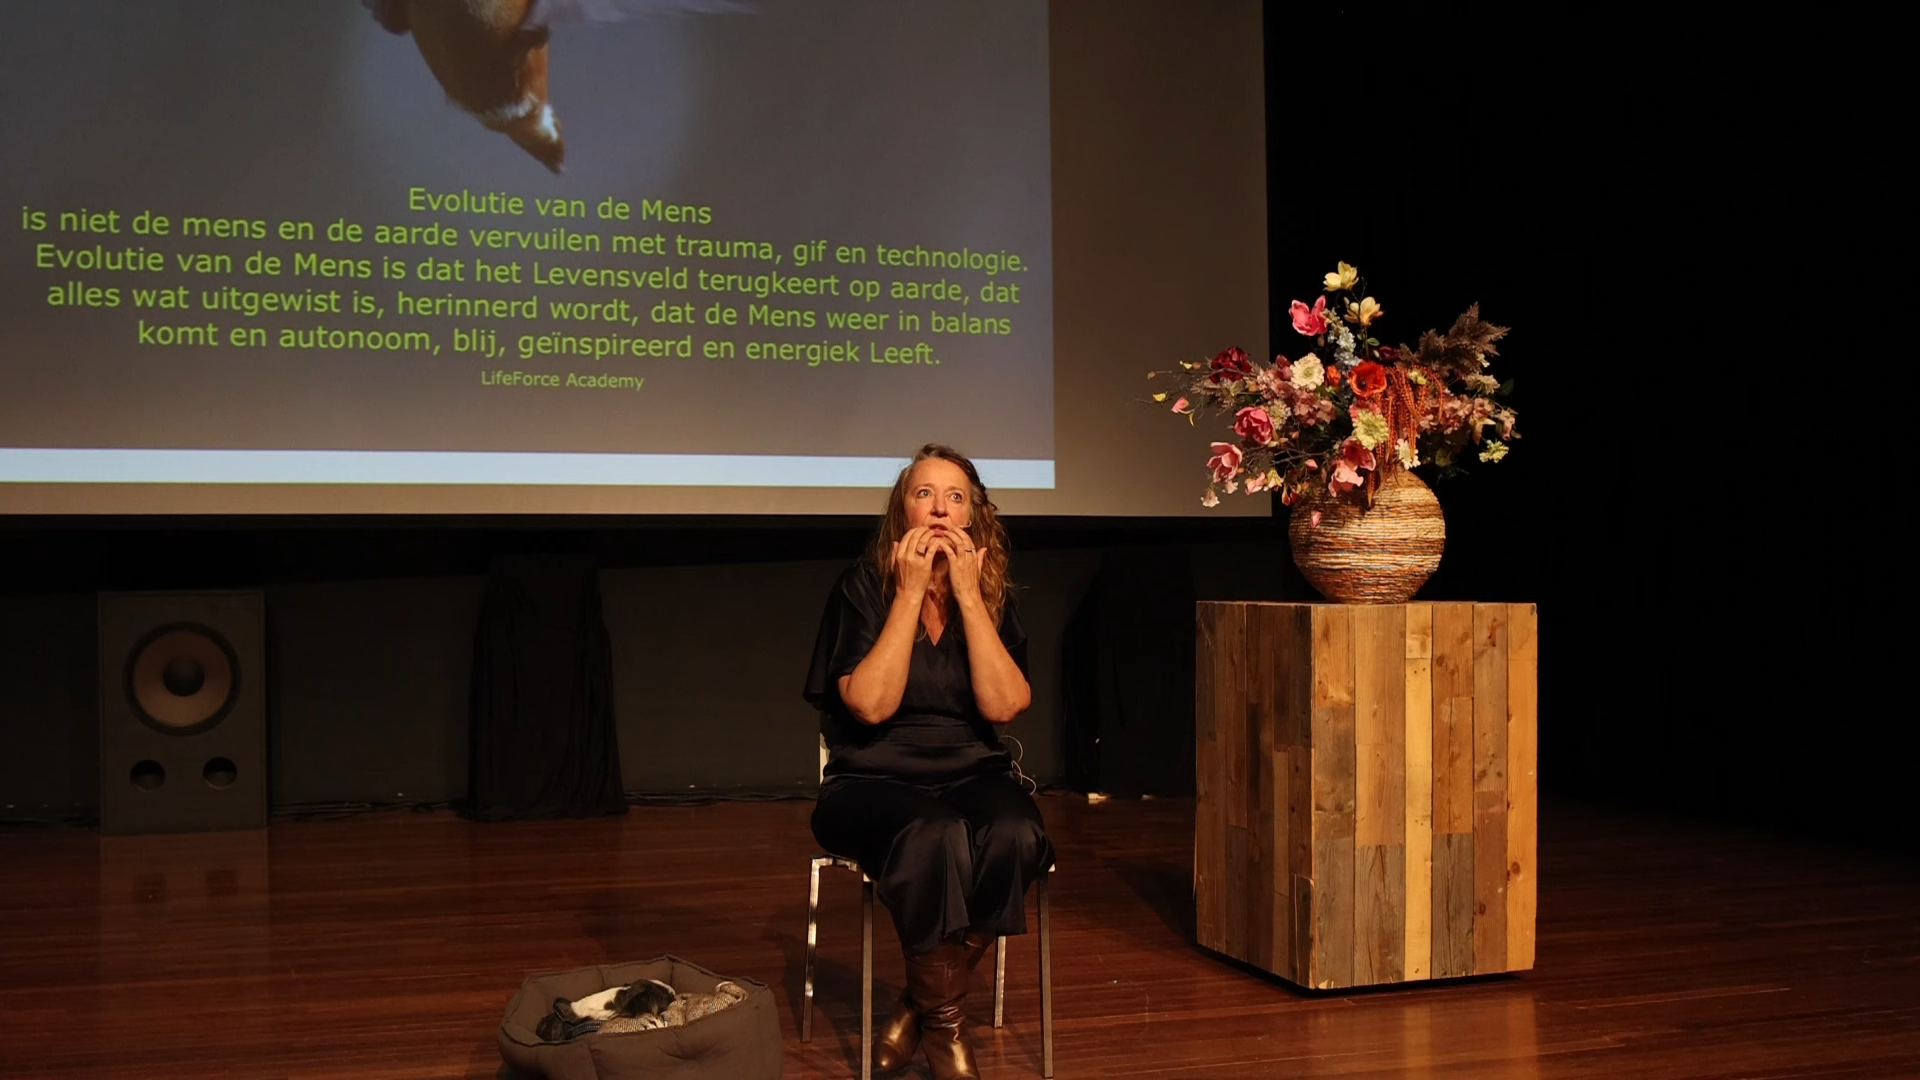 Evolutie van de Mens
is niet de mens en de aarde vervuilen met trauma, gif en technologie.
Evolutie van de Mens is dat het Levensveld terugkeert op aarde, dat
alles wat uitgewist is, herinnerd wordt, dat de Mens weer in balans
komt en autonoom, blij, geïnspireerd en energiek Leeft.
LifeForce Academy